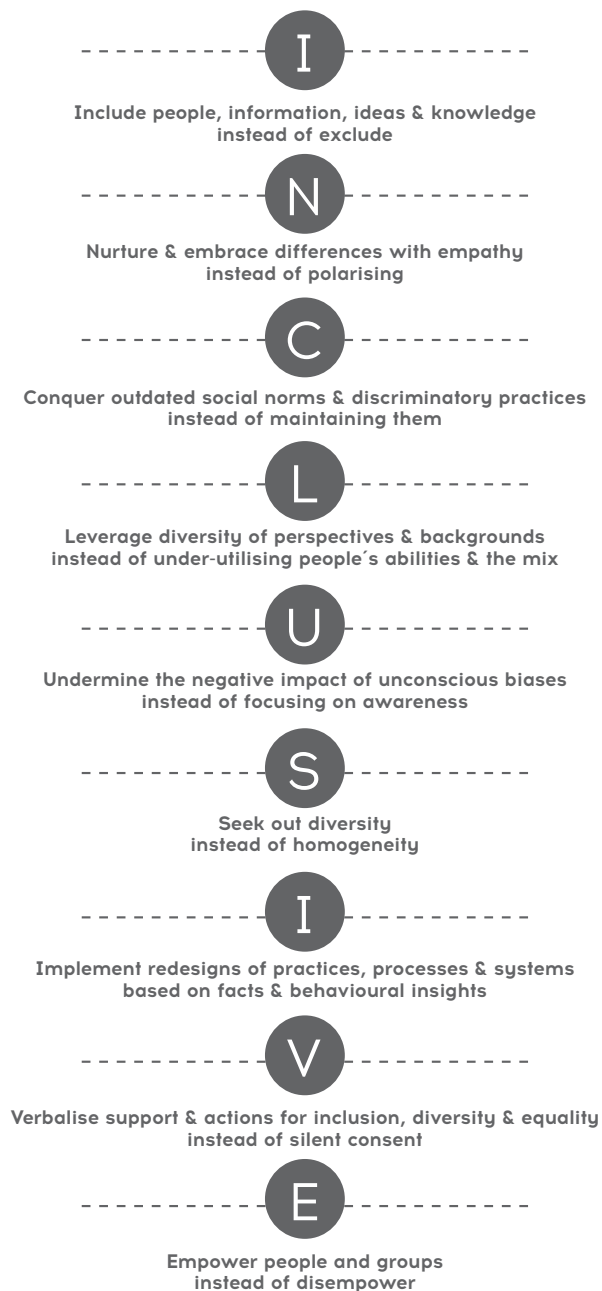 I
Include people, information, ideas & knowledge
instead of exclude
N
Nurture & embrace differences with empathy
instead of polarising
C
Conquer outdated social norms & discriminatory practices
instead of maintaining them
L
Leverage diversity of perspectives & backgrounds
instead of under-utilising people´s abilities & the mix
U
Undermine the negative impact of unconscious biases
instead of focusing on awareness
S
Seek out diversity
instead of homogeneity
I
Implement redesigns of practices, processes & systems
based on facts & behavioural insights
V
Verbalise support & actions for inclusion, diversity & equality
instead of silent consent
E
Empower people and groups
instead of disempower